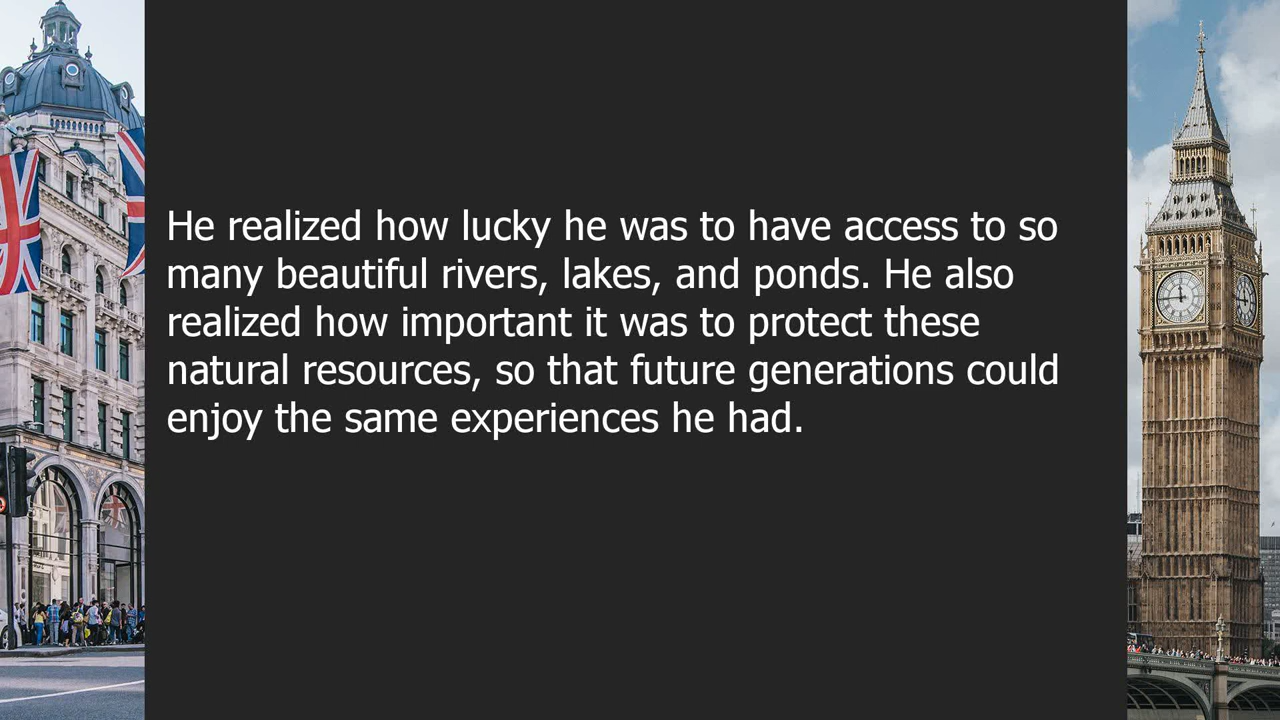 He realized how lucky he was to have access to so
many beautiful rivers, lakes, and ponds. He also
realized how important it was to protect these
natural resources, so that future generations could
enjoy the same experiences he had.